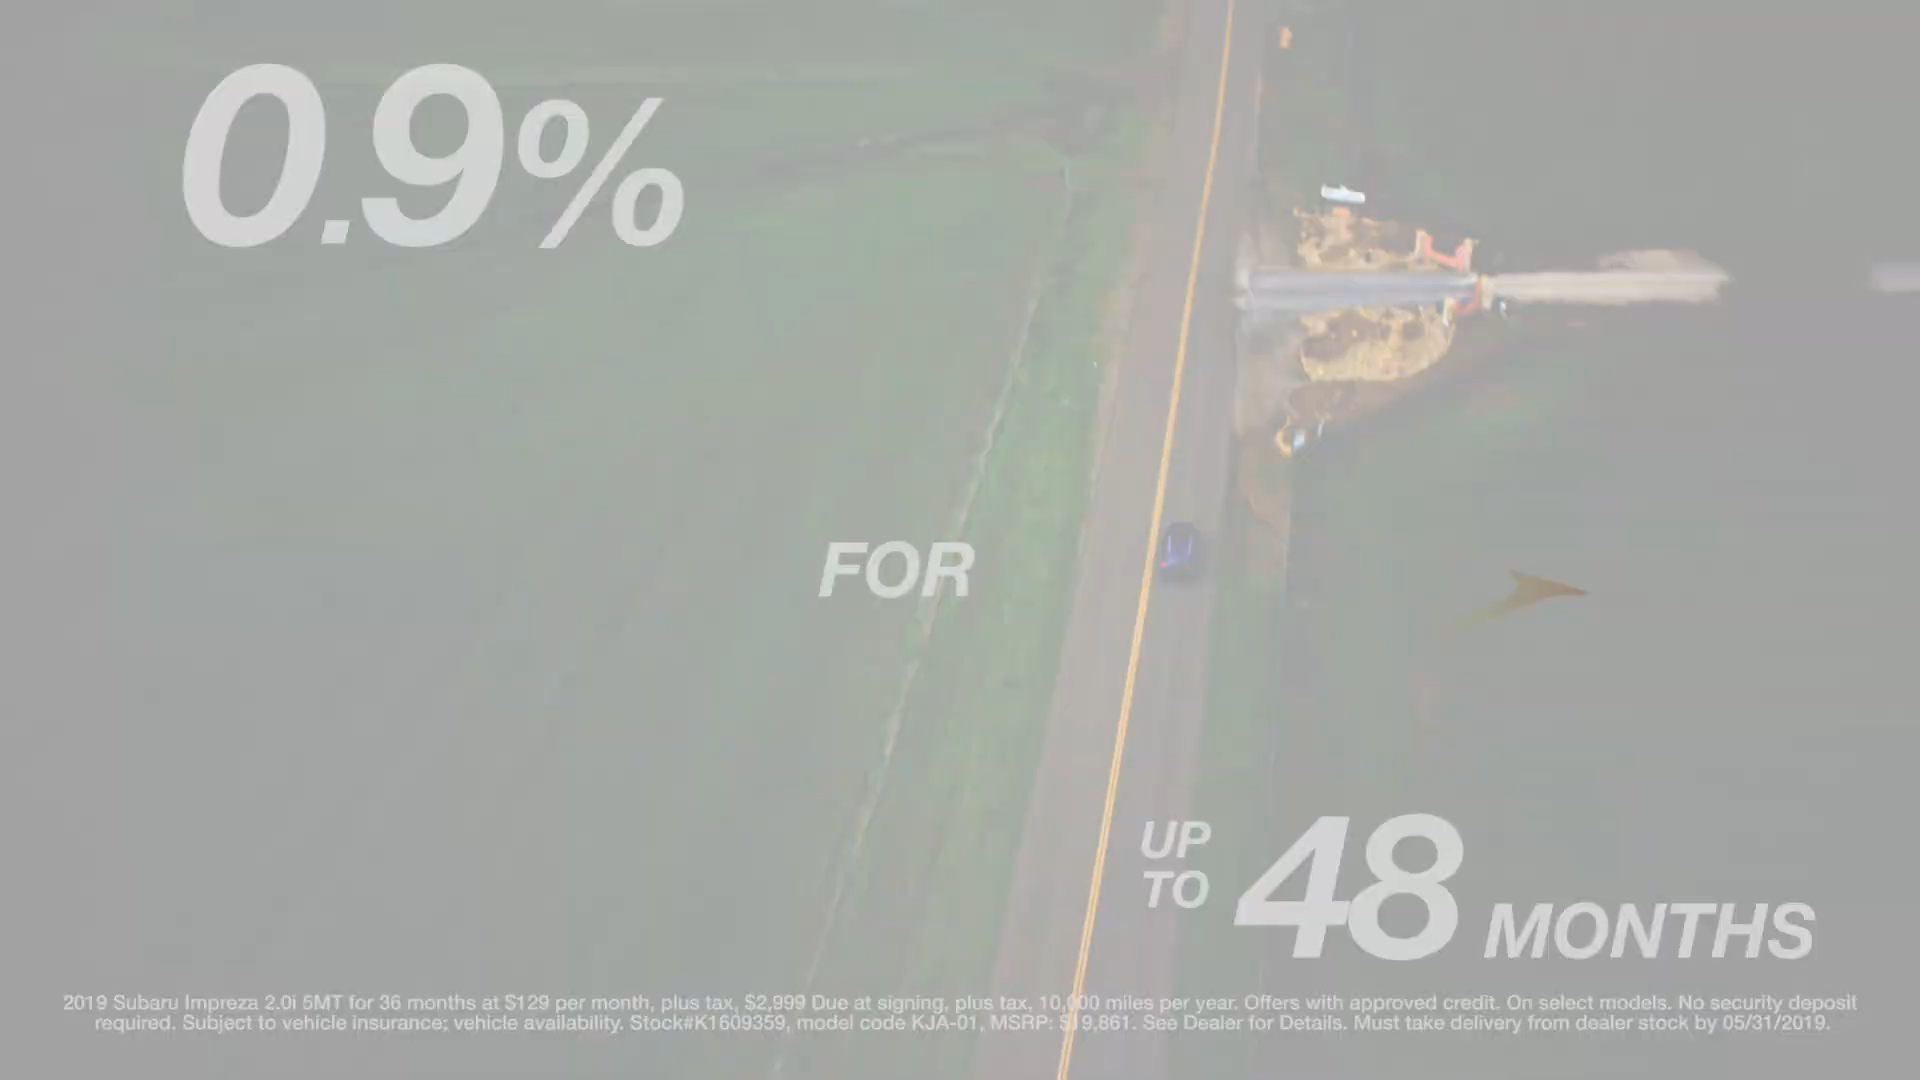 0.9%
FOR
UP
TO
48 MONTHS
2019 Subaru Impreza 2.0i 5MT for 36 months at $129 per month, plus tax, $2,999 Due at signing, plus tax, 10,000 miles per year. Offers with approved credit. On select models. No security deposit
required. Subject to vehicle insurance; vehicle availability. Stock#K1609359, model code KJA-01, MSRP: $19,861. See Dealer for Details. Must take delivery from dealer stock by 05/31/2019.